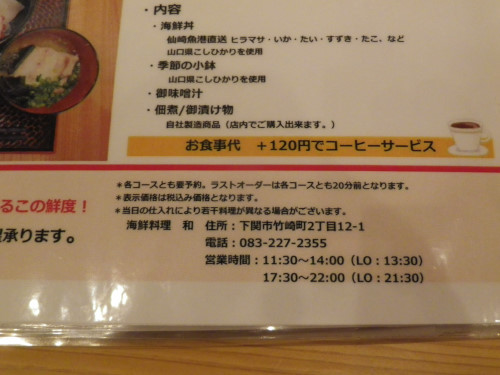 ・内容
・海鮮丼
仙崎魚港直送 ヒラマサ・いか・たい・すずき・たこ、など
山口県こしひかりを使用
・季節の小鉢
山口県こしひかりを使用
・御味噌汁
・佃煮/御漬け物
自社製造商品（店内でご購入出来ます。）
お食事代 ＋120円でコーヒーサービス
＊各コースとも要予約。ラストオーダーは各コースとも20分前となります。
＊表示価格は税込み価格となります。
＊当日の仕入れにより若干料理が異なる場合がございます。
るこの鮮度！
承ります。
海鮮料理 和 住所：下関市竹崎町2丁目12-1
電話：083-227-2355
営業時間：11:30～14:00（LO：13:30）
17:30～22:00（LO：21:30）